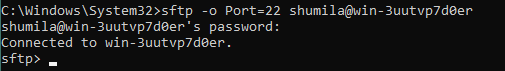 C:\Windows\System32>sftp -o Port=22 shumila@win-3uutvp7d0er
shumila@win-3uutvp7d0er's password:
Connected to win-3uutvp7d0er.
sftp>